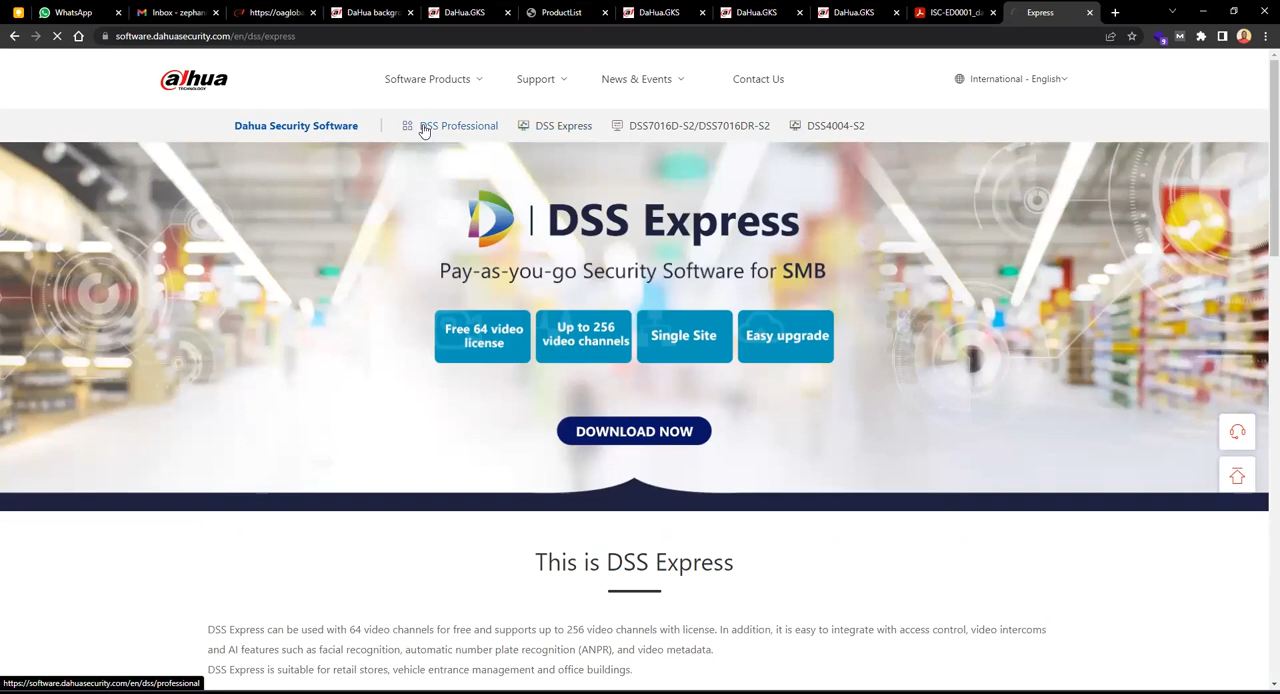 WhatsApp
Inbox - zephan
https://oaglob
DaHua backgr
DaHua.GKS
ProductList
DaHua.GKS
DaHua.GKS
DaHua.GKS
ISC-ED0001_da
Express
software.dahuasecurity.com/en/dss/express
9
M
alhua
TECHNOLOGY
Software Products
Support
News & Events
Contact Us
International - English
Dahua Security Software
DSS Professional
DSS Express
DSS7016D-S2/DSS7016DR-S2
DSS4004-S2
DSS Express
Pay-as-you-go Security Software for SMB
Free 64 video
license
Up to 256
video channels
Single Site
Easy upgrade
DOWNLOAD NOW
This is DSS Express
DSS Express can be used with 64 video channels for free and supports up to 256 video channels with license. In addition, it is easy to integrate with access control, video intercoms
and AI features such as facial recognition, automatic number plate recognition (ANPR), and video metadata.
DSS Express is suitable for retail stores, vehicle entrance management and office buildings.
https://software.dahuasecurity.com/en/dss/professional